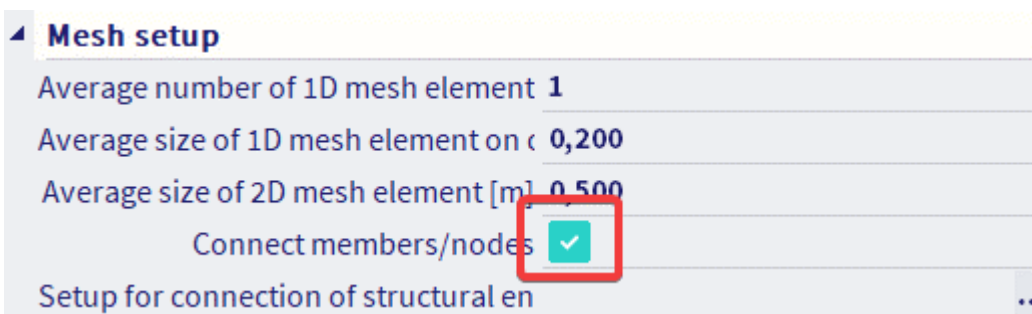 Mesh setup
Average number of 1D mesh element 1
Average size of 1D mesh element on c 0,200
Average size of 2D mesh element [m] 0,500
Connect members/nodes
Setup for connection of structural en ..